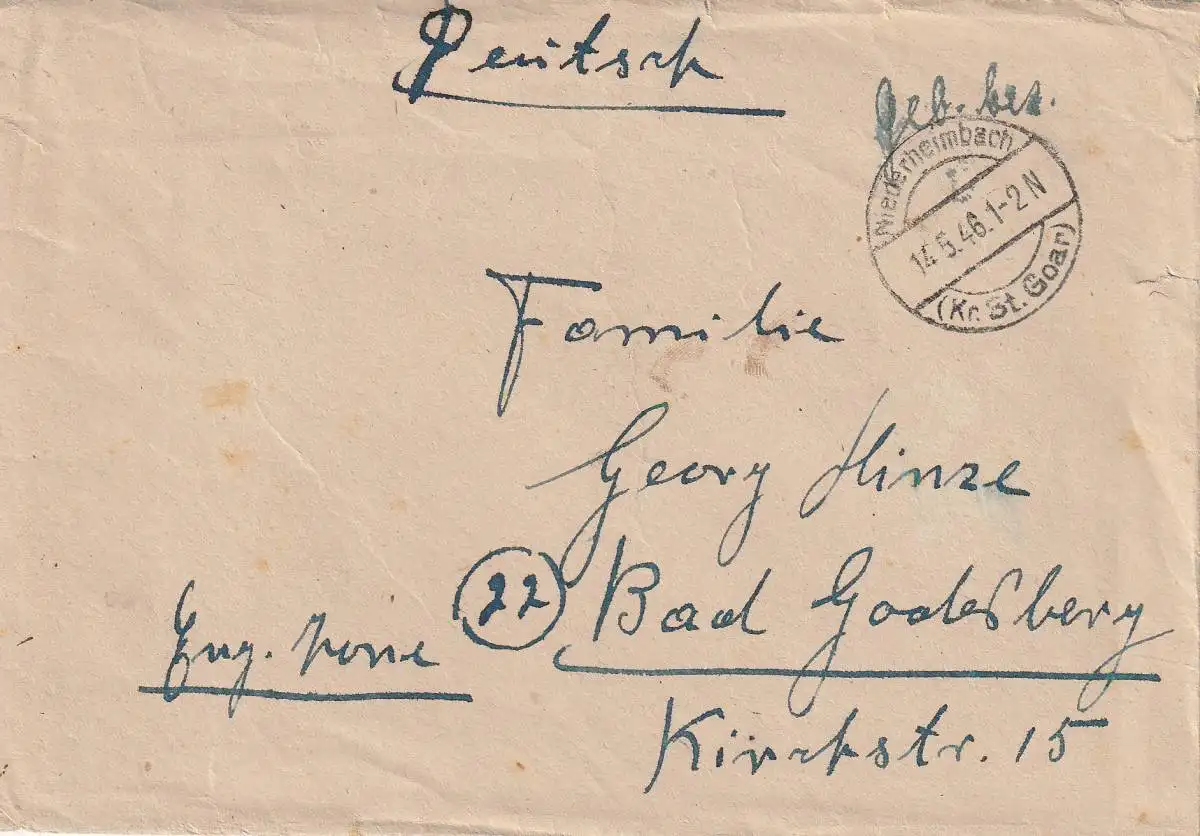 Deutsch
Geb. bez.
Niederheimbach
14.5.46.1-2 N
(Kr. St. Goar)
Familie
Georg Hinze
Eng. Zone
22
Bad Godesberg
Kirchstr. 15